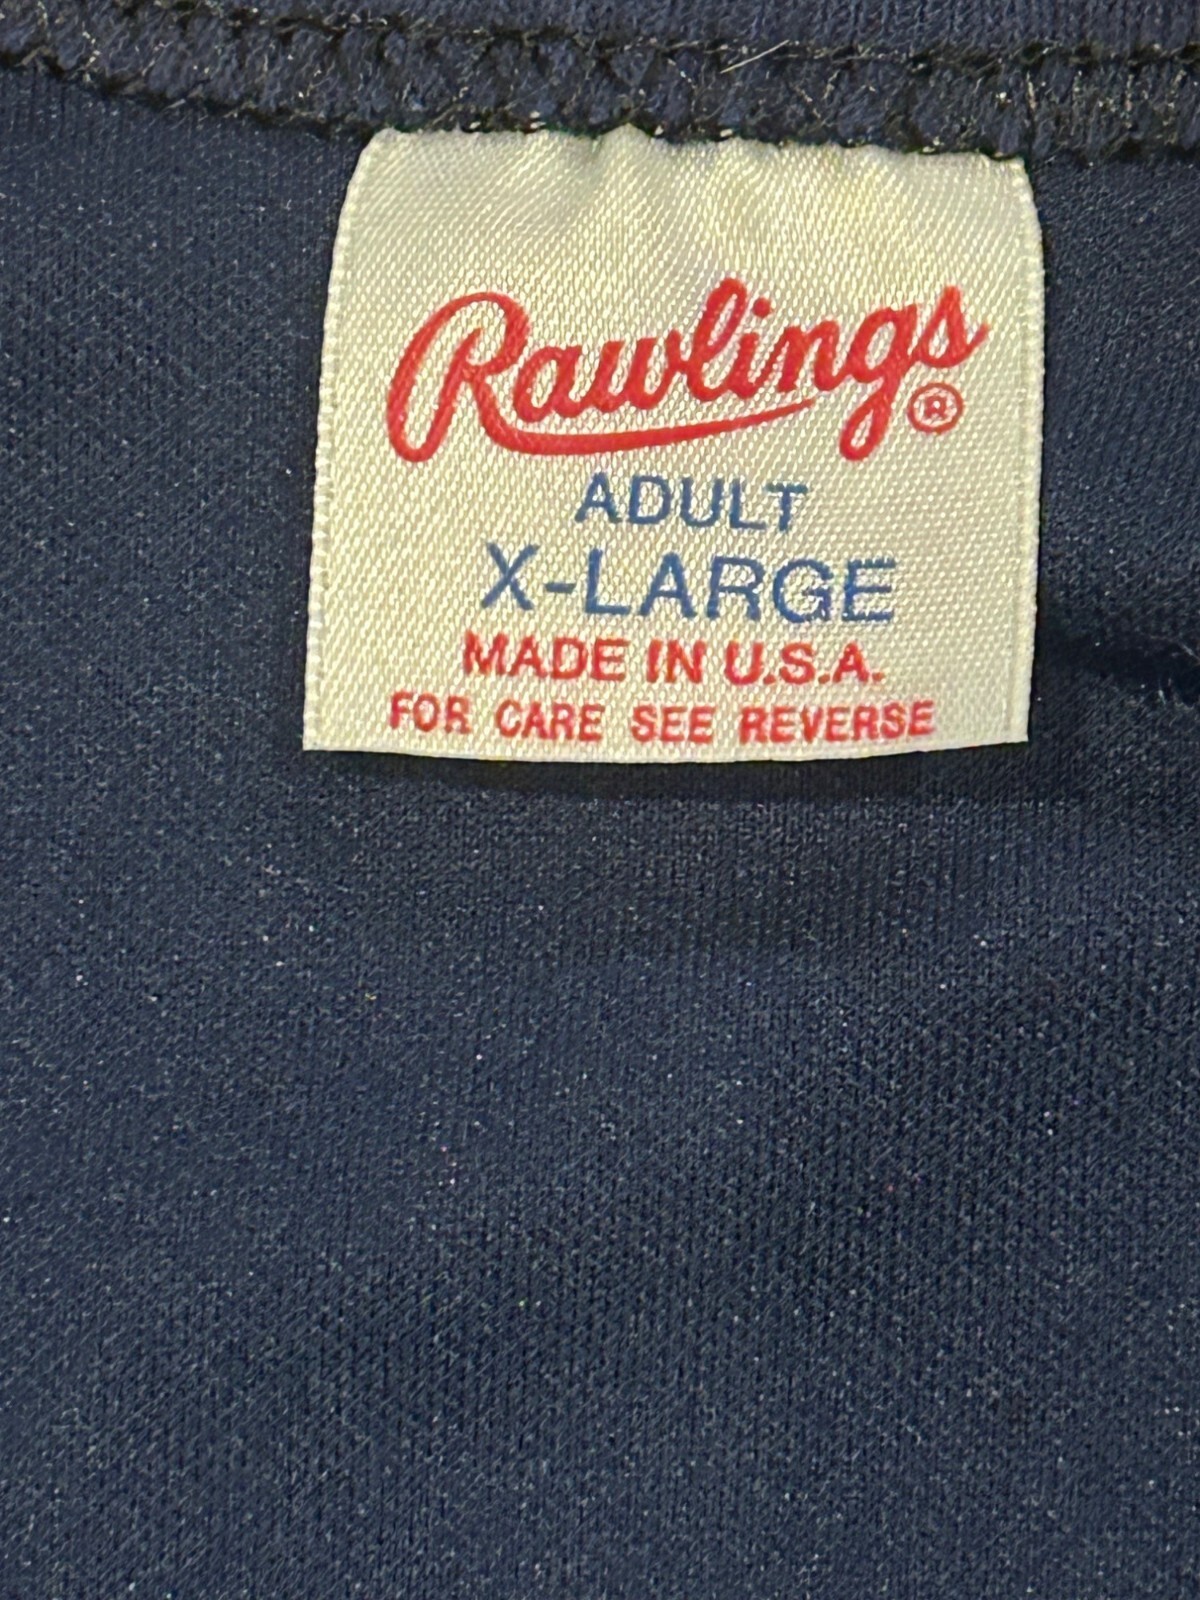 Rawlings®
ADULT
X-LARGE
MADE IN U.S.A.
FOR CARE SEE REVERSE